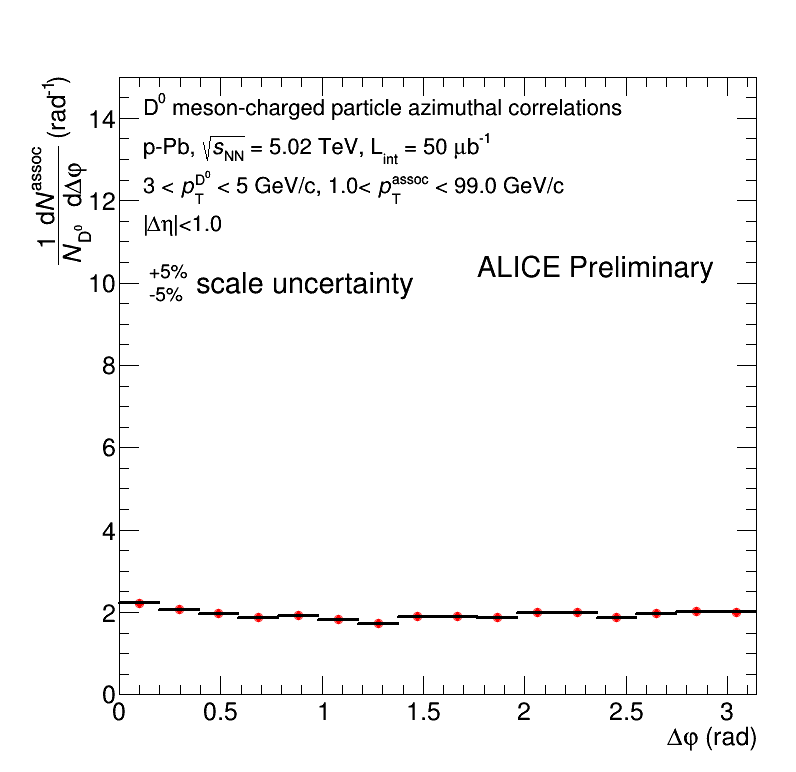 D⁰ meson-charged particle azimuthal correlations
p-Pb, √s_NN = 5.02 TeV, L_int = 50 μb⁻¹
3 < p_T^D⁰ < 5 GeV/c, 1.0< p_T^assoc < 99.0 GeV/c
|Δη|<1.0
+5%
-5% scale uncertainty
ALICE Preliminary
1 dN^assoc
N_D⁰ dΔφ (rad⁻¹)
14
12
10
8
6
4
2
0
0 0.5 1 1.5 2 2.5 3
Δφ (rad)